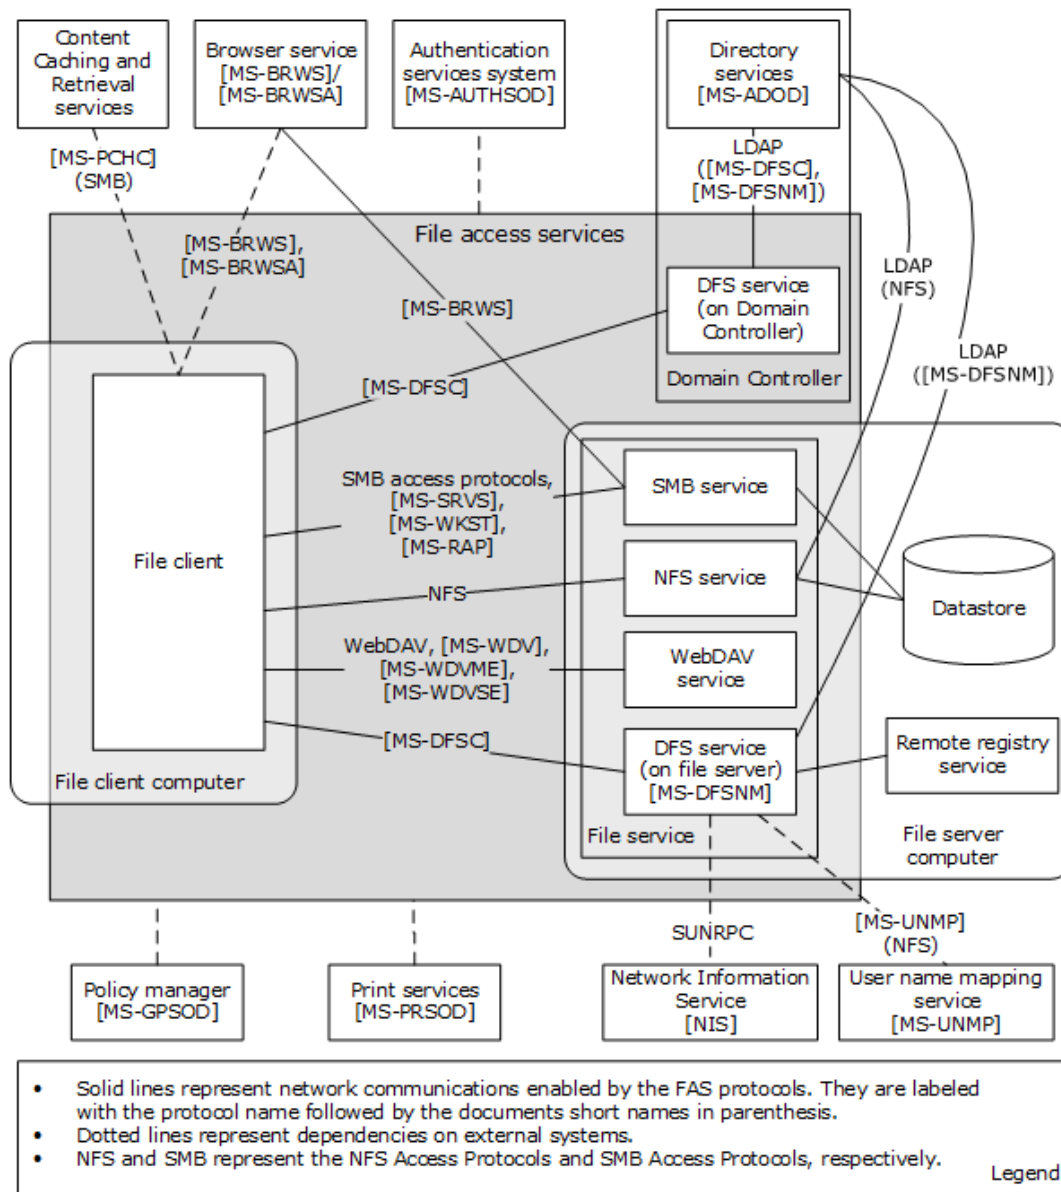 Content
Caching and
Retrieval
services
Browser service
[MS-BRWS]/
[MS-BRWSA]
Authentication
services system
[MS-AUTHSOD]
Directory
services
[MS-ADOD]
[MS-PCHC]
(SMB)
LDAP
([MS-DFSC],
[MS-DFSNM])
File access services
[MS-BRWS],
[MS-BRWSA]
[MS-BRWS]
DFS service
(on Domain
Controller)
LDAP
(NFS)
Domain Controller
LDAP
([MS-DFSNM])
[MS-DFSC]
SMB access protocols,
[MS-SRVS],
[MS-WKST],
[MS-RAP]
SMB service
File client
NFS
NFS service
Datastore
WebDAV, [MS-WDV],
[MS-WDVME],
[MS-WDVSE]
WebDAV
service
[MS-DFSC]
DFS service
(on file server)
[MS-DFSNM]
Remote registry
service
File client computer
File service
File server
computer
SUNRPC
[MS-UNMP]
(NFS)
Policy manager
[MS-GPSOD]
Print services
[MS-PRSOD]
Network Information
Service
[NIS]
User name mapping
service
[MS-UNMP]
• Solid lines represent network communications enabled by the FAS protocols. They are labeled
with the protocol name followed by the documents short names in parenthesis.
• Dotted lines represent dependencies on external systems.
• NFS and SMB represent the NFS Access Protocols and SMB Access Protocols, respectively.
Legend